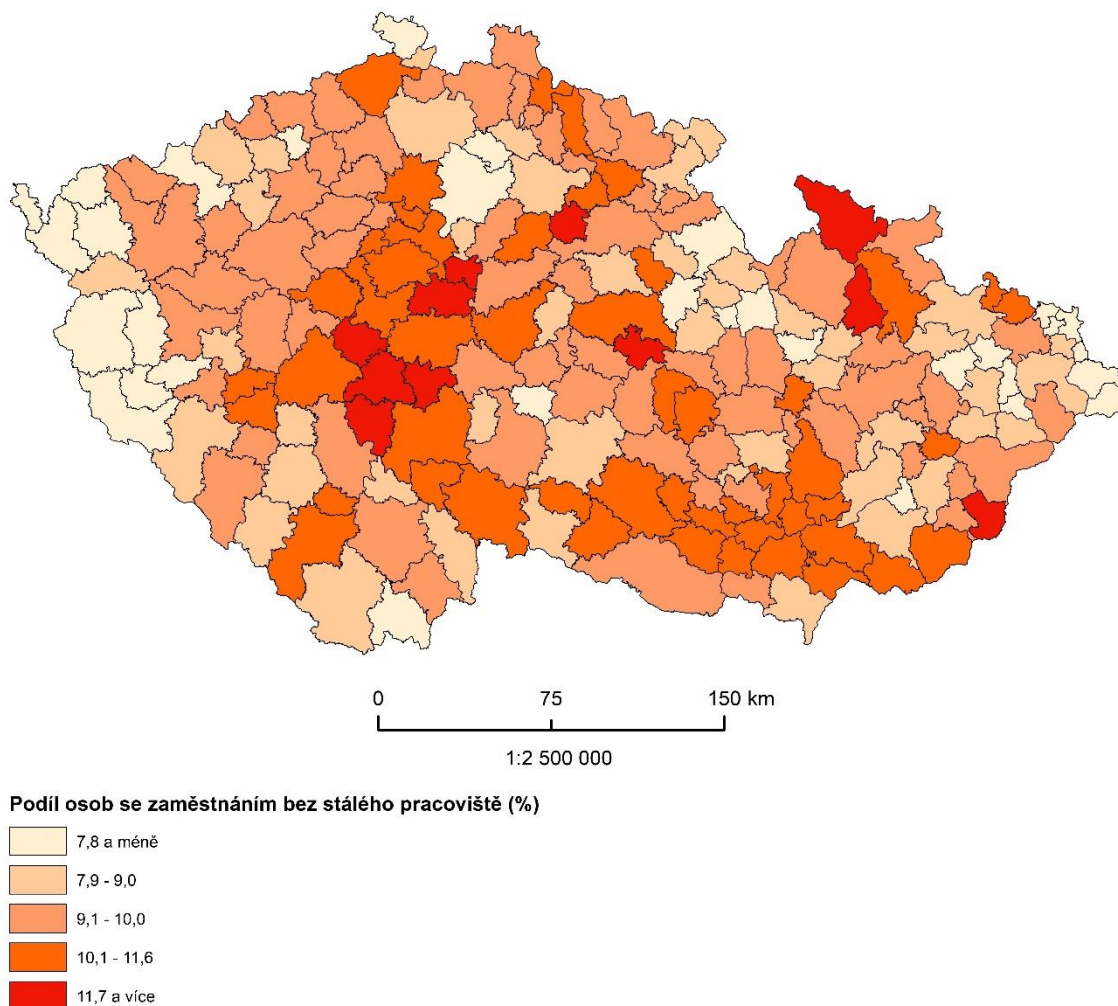 0 75 150 km
1:2 500 000
Podíl osob se zaměstnáním bez stálého pracoviště (%)
7,8 a méně
7,9 - 9,0
9,1 - 10,0
10,1 - 11,6
11,7 a více